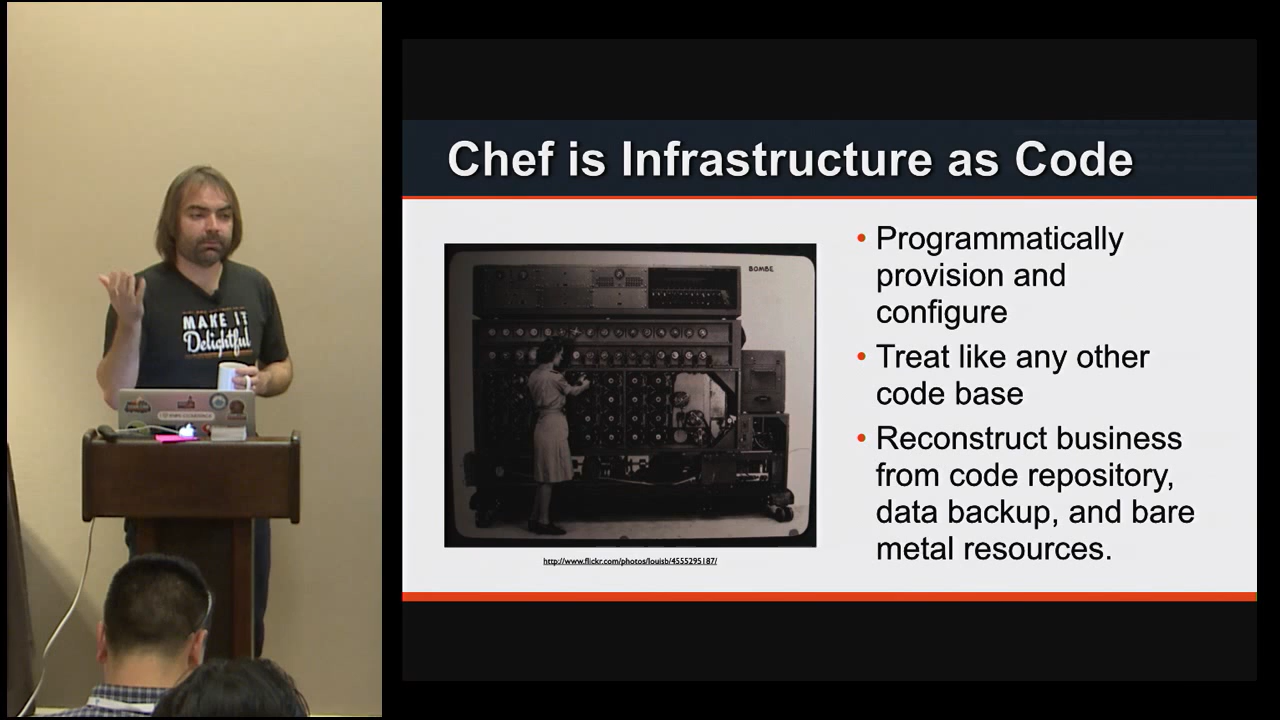 Chef is Infrastructure as Code
BOMBE
• Programmatically
provision and
configure
• Treat like any other
code base
• Reconstruct business
from code repository,
data backup, and bare
metal resources.
http://www.flickr.com/photos/louisb/4555295187/
MAKE IT
Delightful